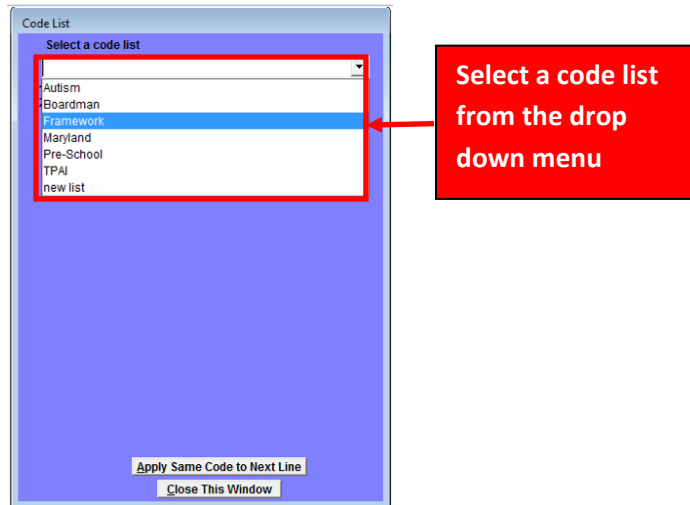 Code List
Select a code list
Autism
Boardman
Framework
Maryland
Pre-School
TPAI
new list
Select a code list
from the drop
down menu
Apply Same Code to Next Line
Close This Window